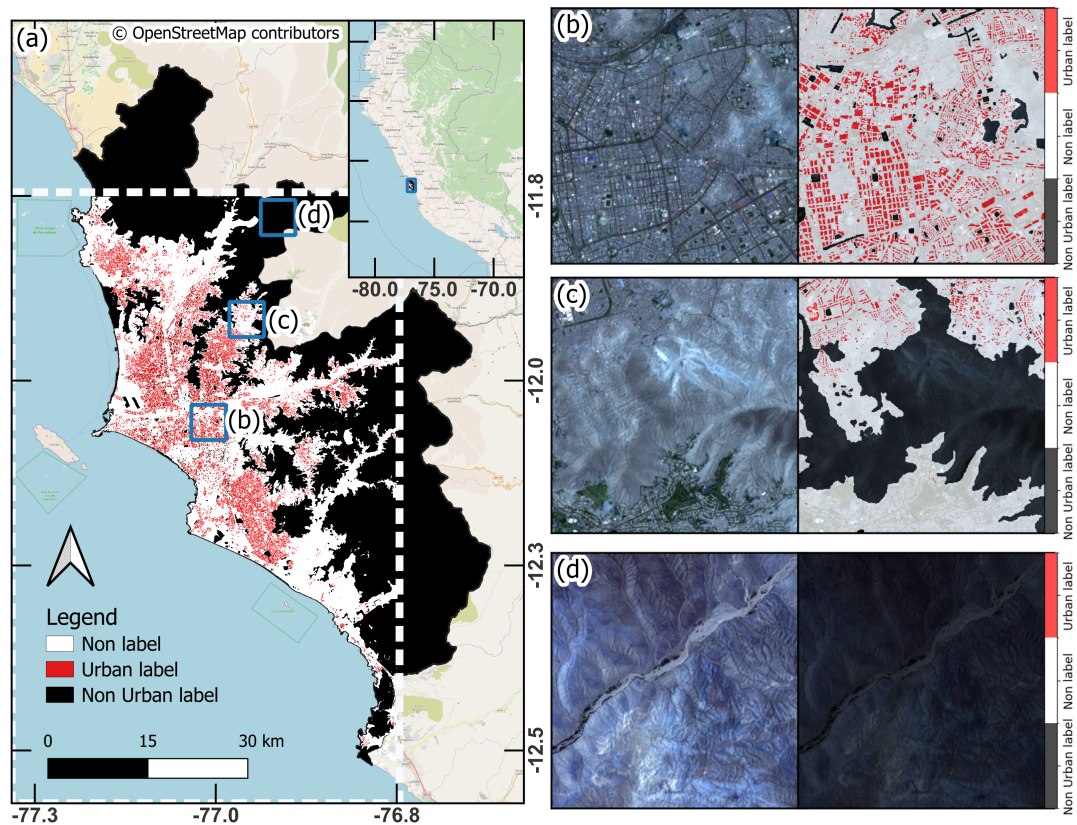 (a)
© OpenStreetMap contributors
(d)
(c)
(b)
-80.0
-74.0
-70.0
-11.8
-12.0
-12.3
-12.5
Legend
Non label
Urban label
Non Urban label
0
15
30 km
-77.3
-77.0
-76.8
(b)
Urban label
Non label
Non Urban label
(c)
Urban label
Non label
Non Urban label
(d)
Urban label
Non label
Non Urban label